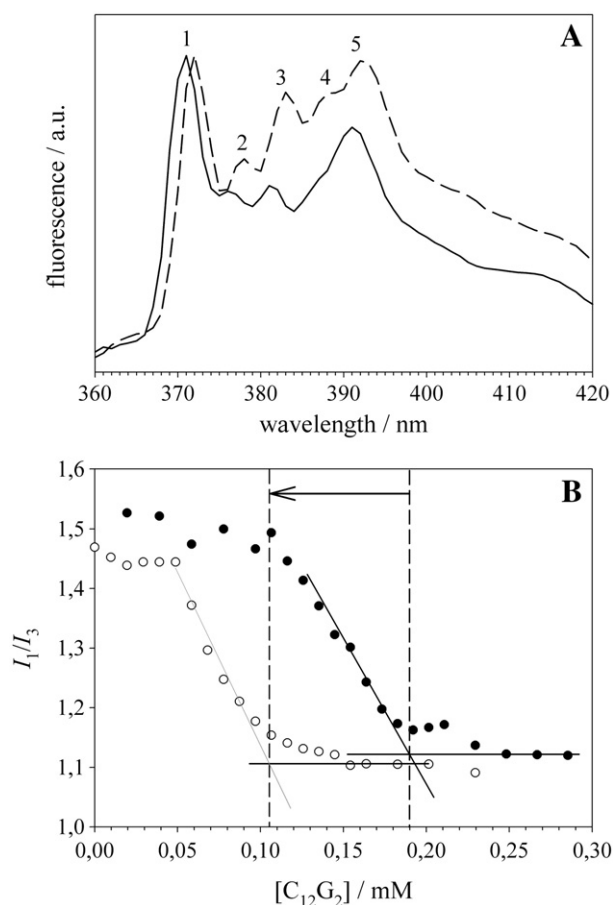 A
1
2
3
4
5
fluorescence / a.u.
360 370 380 390 400 410 420
wavelength / nm
B
1,6
1,5
1,4
1,3
1,2
1,1
1,0
I₁/I₃
0,00 0,05 0,10 0,15 0,20 0,25 0,30
[C₁₂G₂] / mM